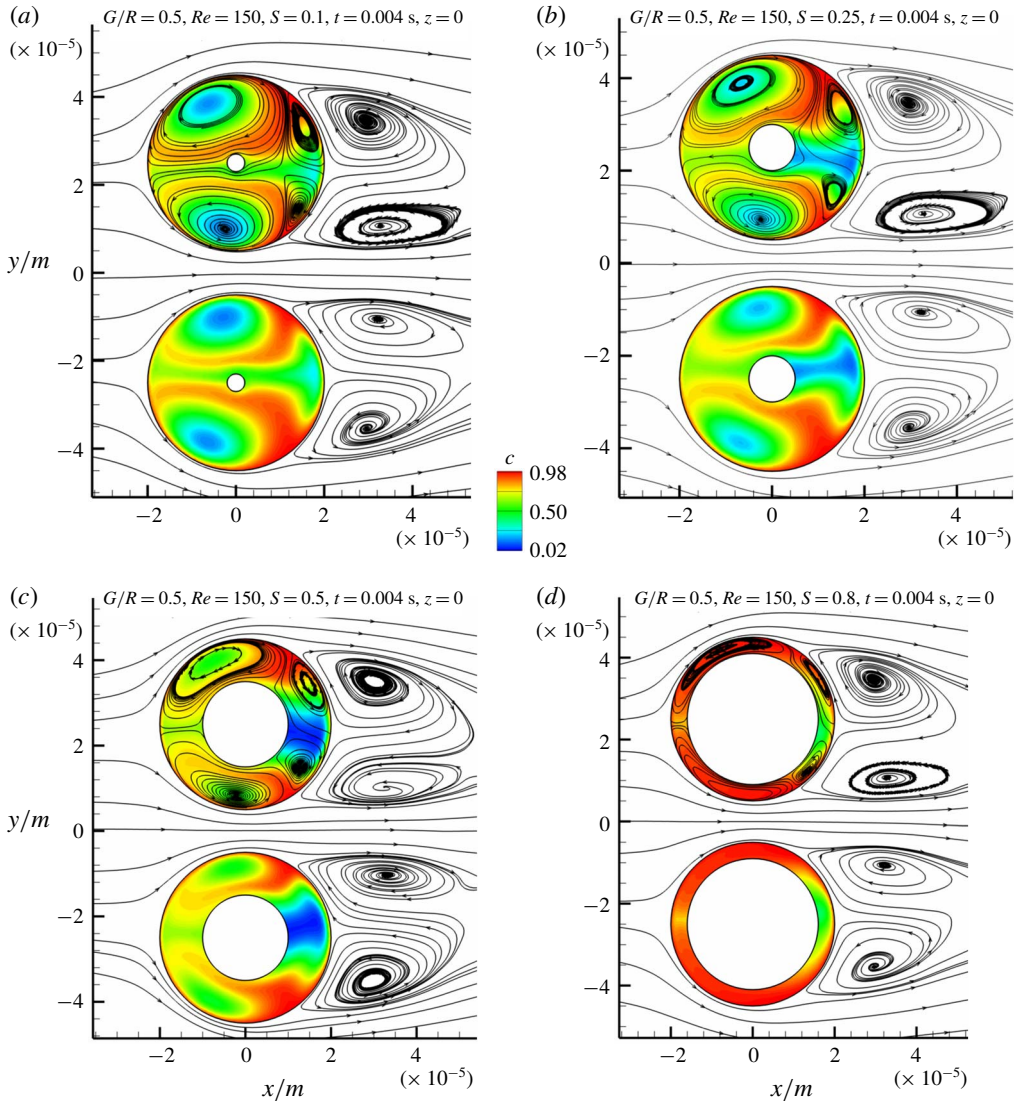 (a) G/R = 0.5, Re = 150, S = 0.1, t = 0.004 s, z = 0
(× 10⁻⁵)
4
2
y/m
0
−2
−4
−2 0 2 4
(× 10⁻⁵)
(b) G/R = 0.5, Re = 150, S = 0.25, t = 0.004 s, z = 0
(× 10⁻⁵)
4
2
0
−2
−4
−2 0 2 4
(× 10⁻⁵)
c
0.98
0.50
0.02
(c) G/R = 0.5, Re = 150, S = 0.5, t = 0.004 s, z = 0
(× 10⁻⁵)
4
2
y/m
0
−2
−4
−2 0 2 4
x/m
(× 10⁻⁵)
(d) G/R = 0.5, Re = 150, S = 0.8, t = 0.004 s, z = 0
(× 10⁻⁵)
4
2
0
−2
−4
−2 0 2 4
x/m
(× 10⁻⁵)